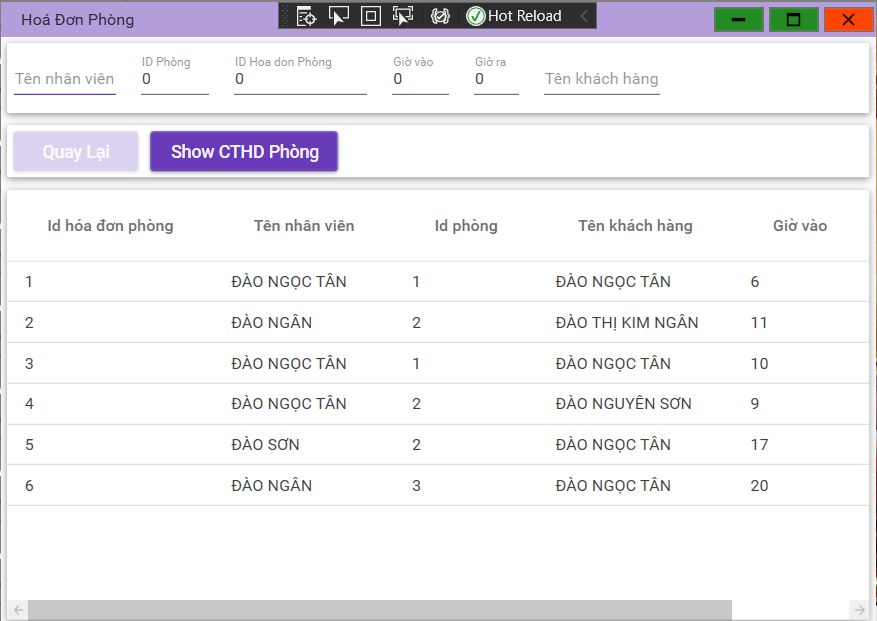 Hoá Đơn Phòng
Hot Reload
Tên nhân viên
ID Phòng
0
ID Hoa don Phòng
0
Giờ vào
0
Giờ ra
0
Tên khách hàng
Quay Lại
Show CTHD Phòng
Id hóa đơn phòng Tên nhân viên Id phòng Tên khách hàng Giờ vào
1 ĐÀO NGỌC TÂN 1 ĐÀO NGỌC TÂN 6
2 ĐÀO NGÂN 2 ĐÀO THỊ KIM NGÂN 11
3 ĐÀO NGỌC TÂN 1 ĐÀO NGỌC TÂN 10
4 ĐÀO NGỌC TÂN 2 ĐÀO NGUYÊN SƠN 9
5 ĐÀO SƠN 2 ĐÀO NGỌC TÂN 17
6 ĐÀO NGÂN 3 ĐÀO NGỌC TÂN 20